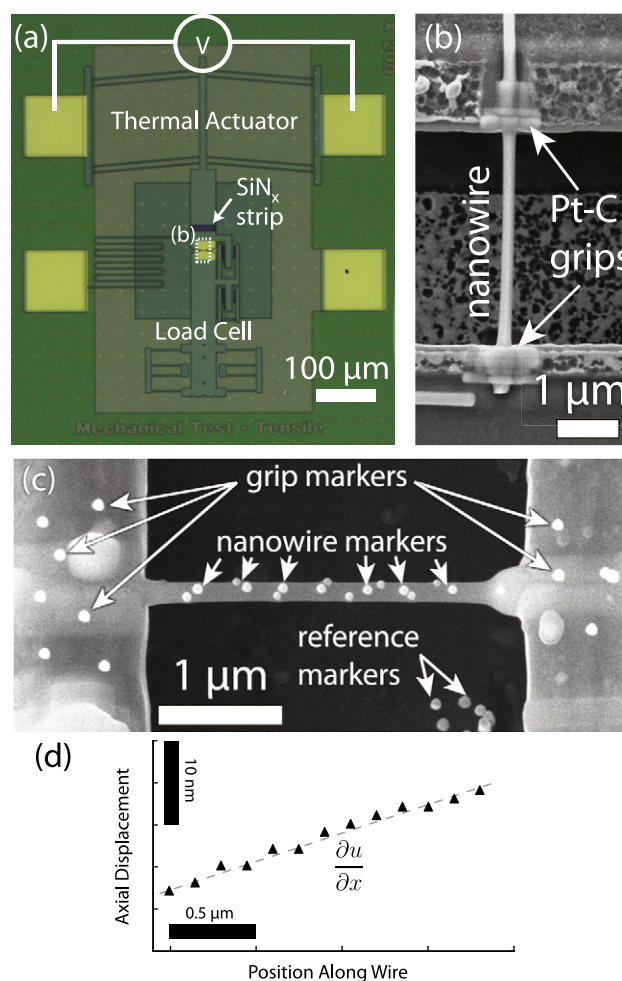 (a)
V
X 200
Thermal Actuator
SiNx
strip
(b)
Load Cell
100 μm
Mechanical Test - Tensile
(b)
nanowire
Pt-C
grips
1 μm
(c)
grip markers
nanowire markers
reference
markers
1 μm
(d)
Axial Displacement
10 nm
∂u
∂x
0.5 μm
Position Along Wire